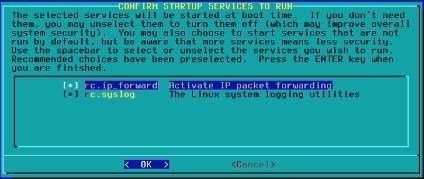 CONFIRM STARTUP SERVICES TO RUN
The selected services will be started at boot time. If you don't need
them, you may unselect them to turn them off (which may improve overall
system security). You may also choose to start services that are not
run by default, but be aware that more services means less security.
Use the spacebar to select or unselect the services you wish to run.
Recommended choices have been preselected. Press the ENTER key when
you are finished.
[*] rc.ip_forward Activate IP packet forwarding
[*] rc.syslog The Linux system logging utilities
< OK > <Cancel>